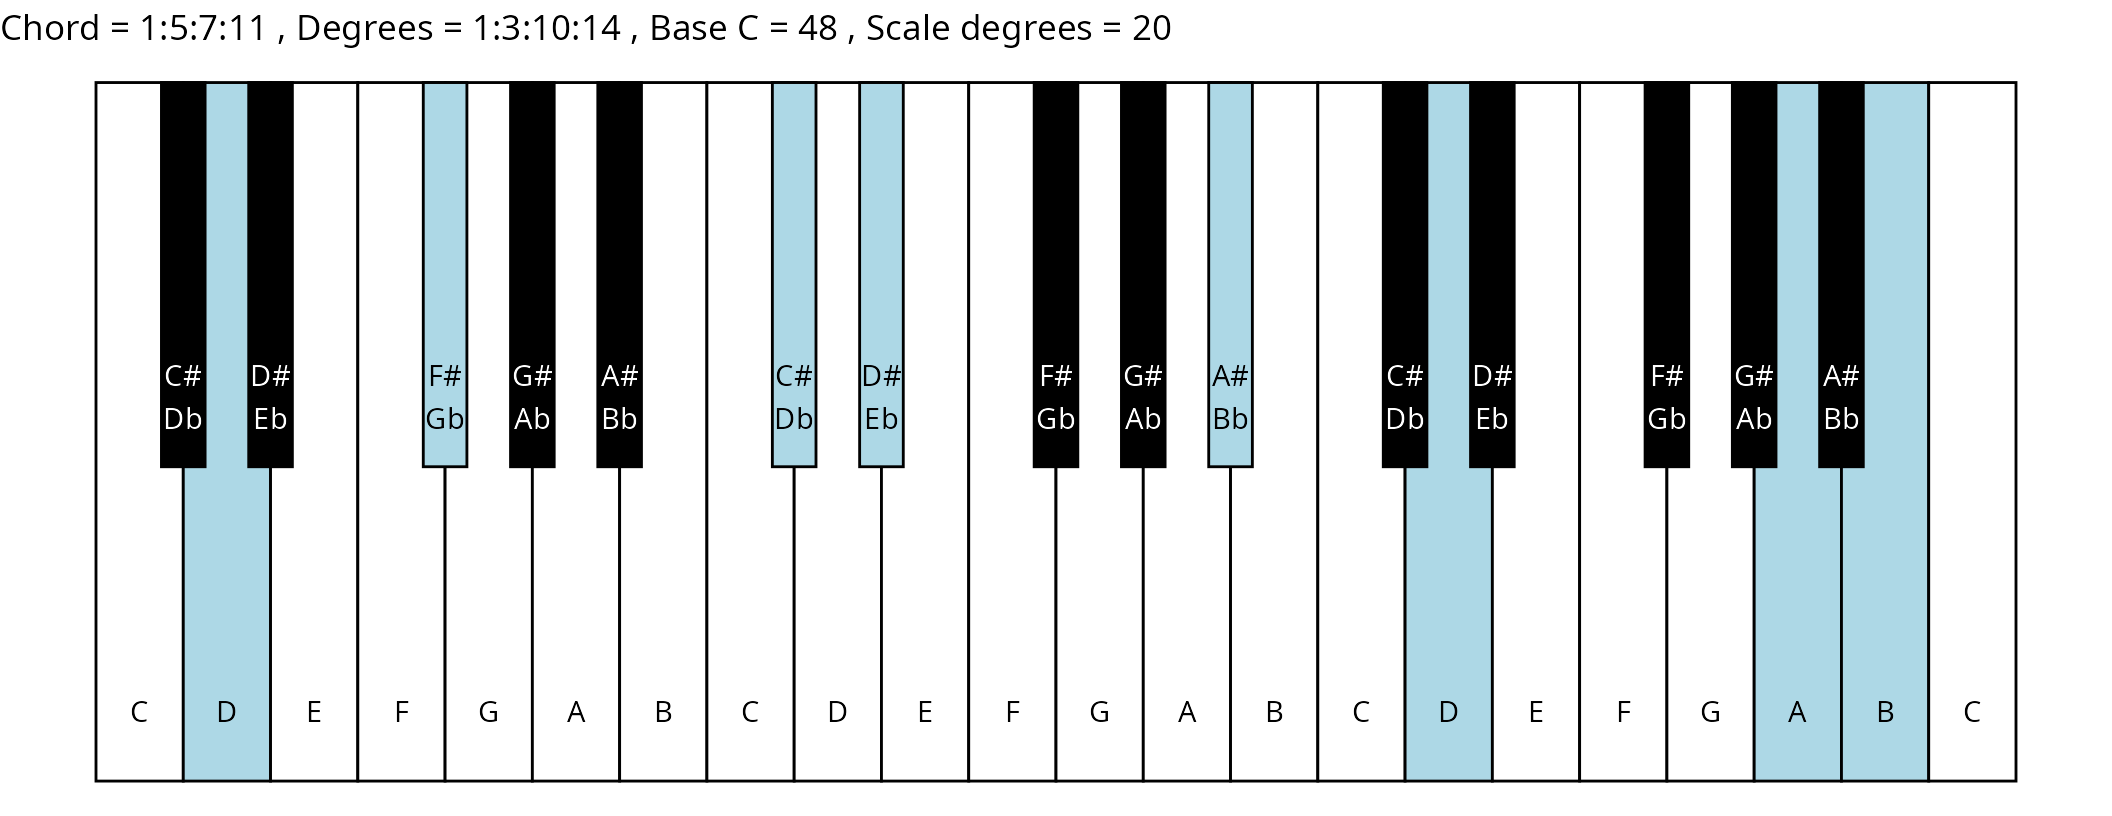 Chord = 1:5:7:11 , Degrees = 1:3:10:14 , Base C = 48 , Scale degrees = 20
C# D# F# G# A# C# D# F# G# A# C# D# F# G# A#
Db Eb Gb Ab Bb Db Eb Gb Ab Bb Db Eb Gb Ab Bb
C D E F G A B C D E F G A B C D E F G A B C